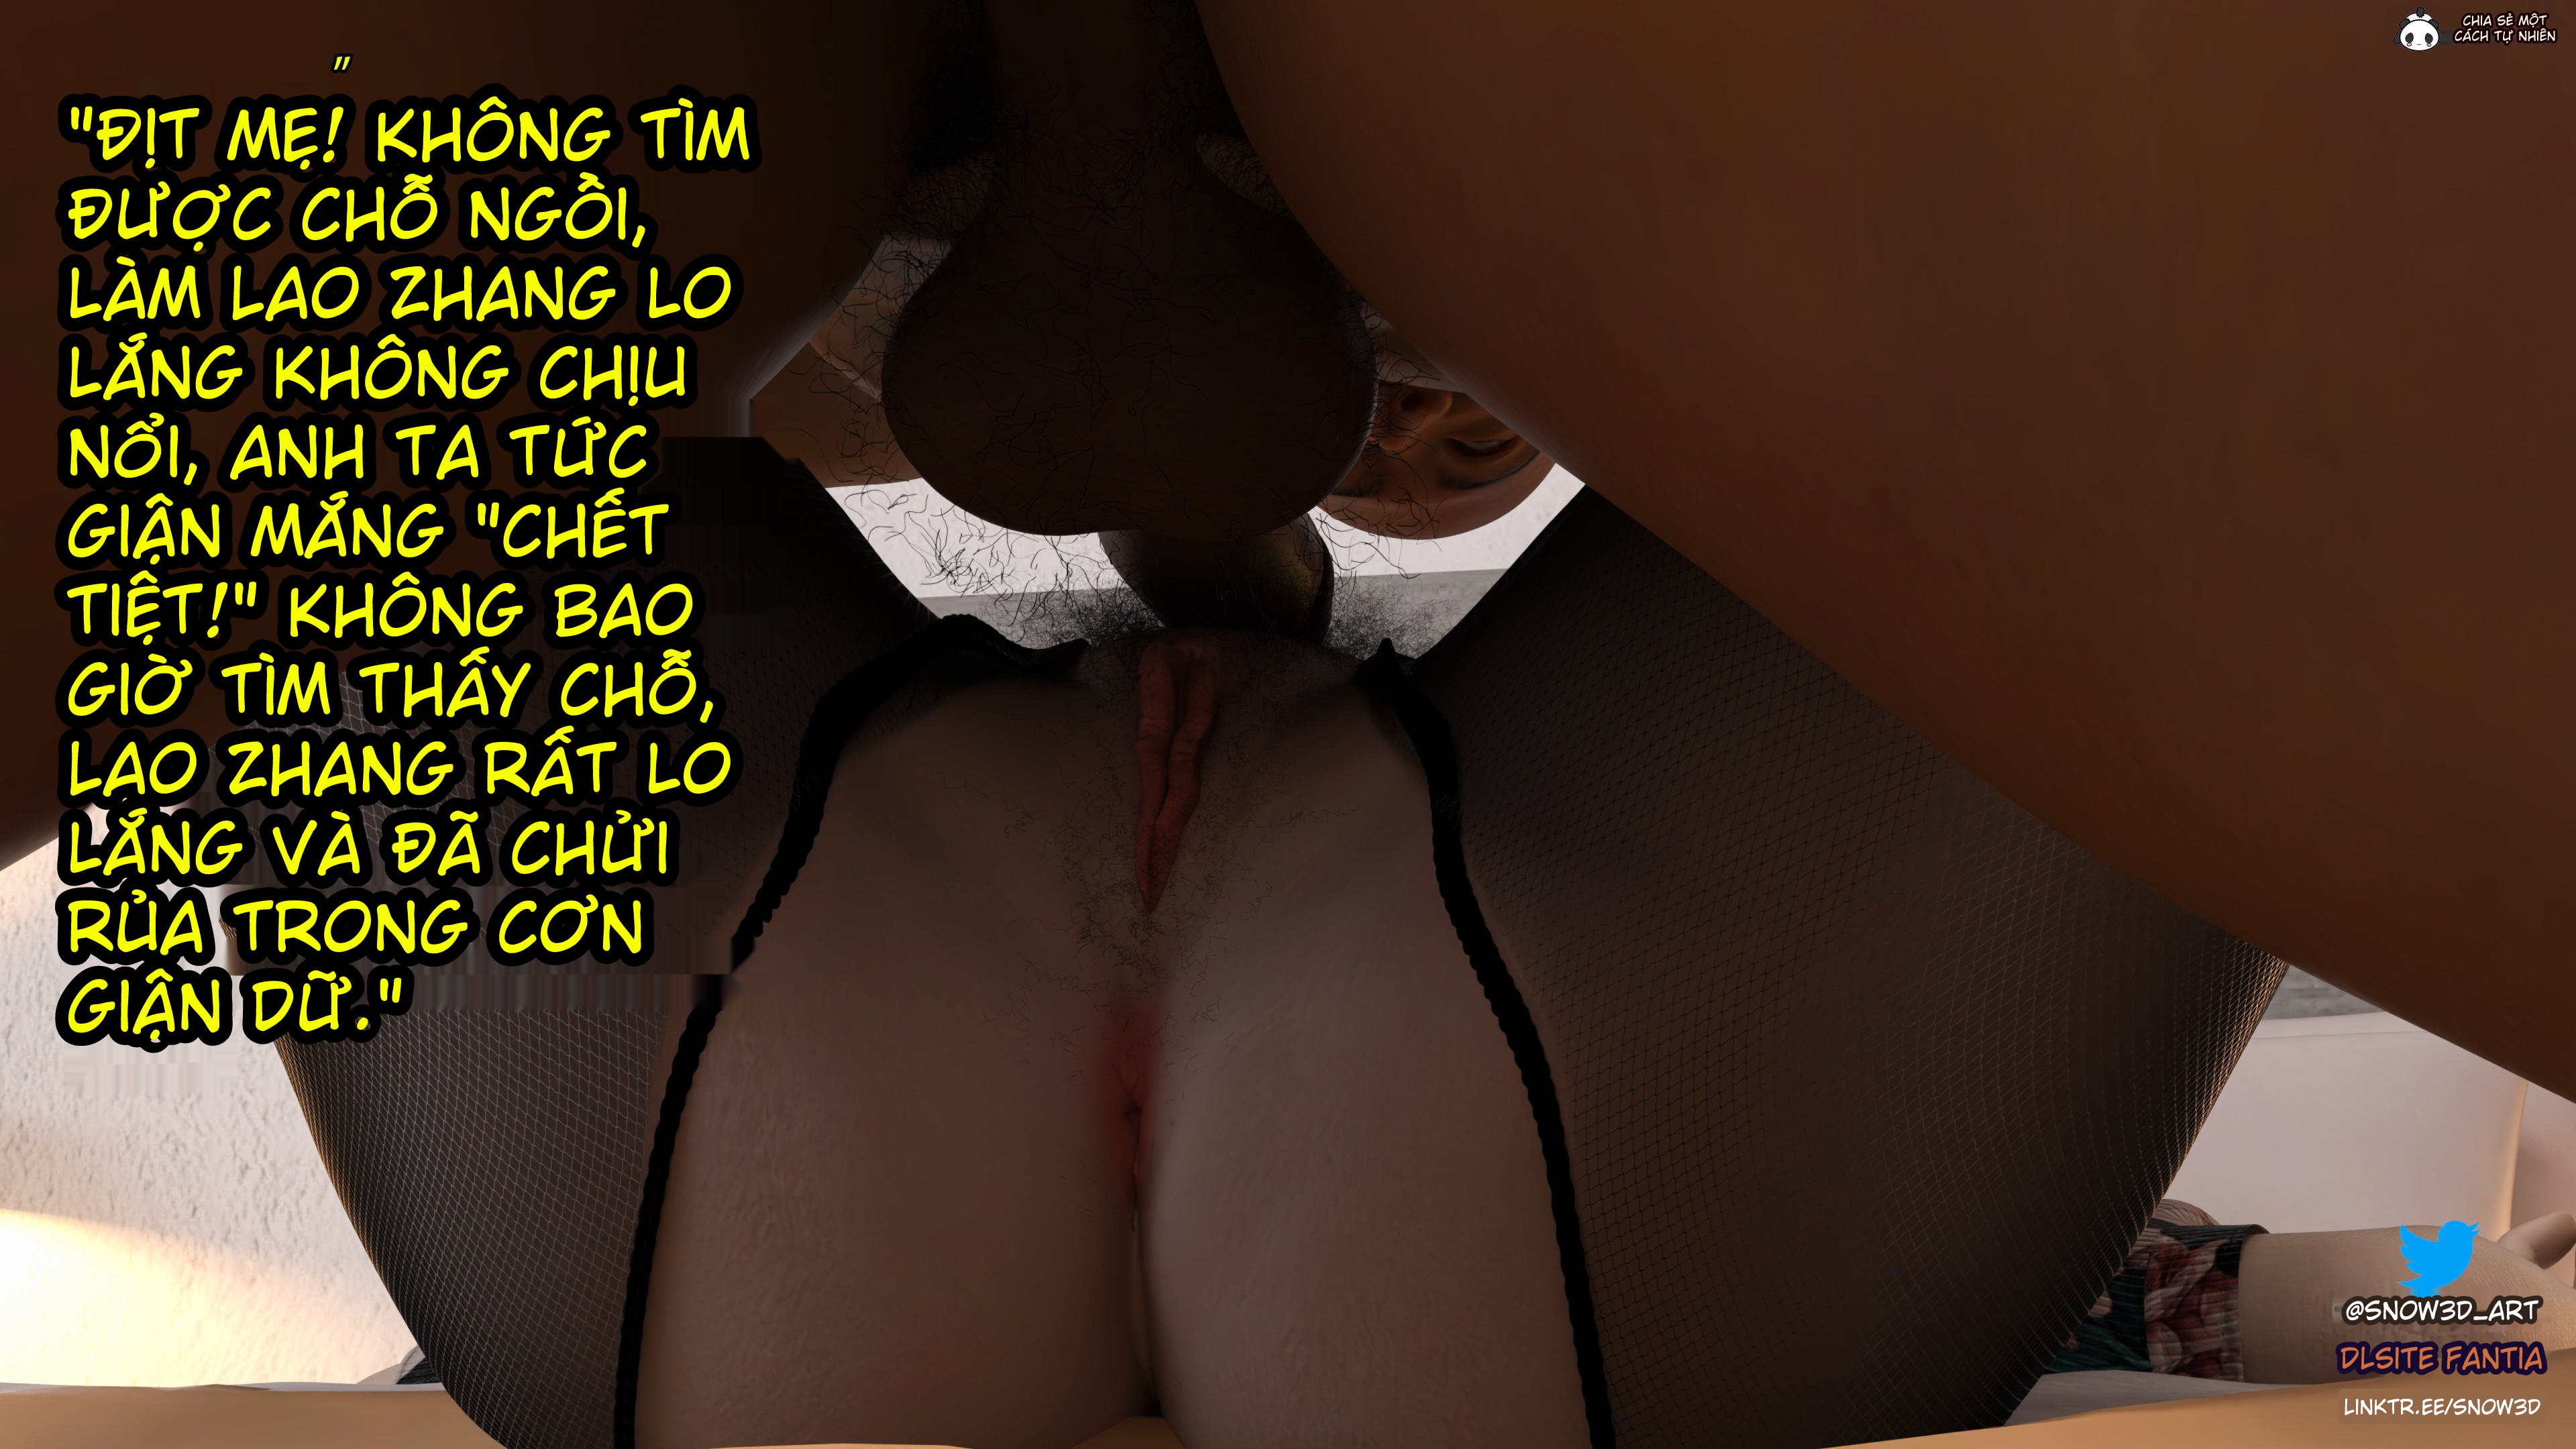 "
"ĐỊT MẸ! KHÔNG TÌM
ĐƯỢC CHỖ NGỒI,
LÀM LAO ZHANG LO
LẮNG KHÔNG CHỊU
NỔI, ANH TA TỨC
GIẬN MẮNG "CHẾT
TIỆT!" KHÔNG BAO
GIỜ TÌM THẤY CHỖ,
LAO ZHANG RẤT LO
LẮNG VÀ ĐÃ CHỬI
RỦA TRONG CƠN
GIẬN DỮ."
CHIA SẺ MỘT
CÁCH TỰ NHIÊN
@SNOW3D_ART
DLSITE FANTIA
LINKTR.EE/SNOW3D